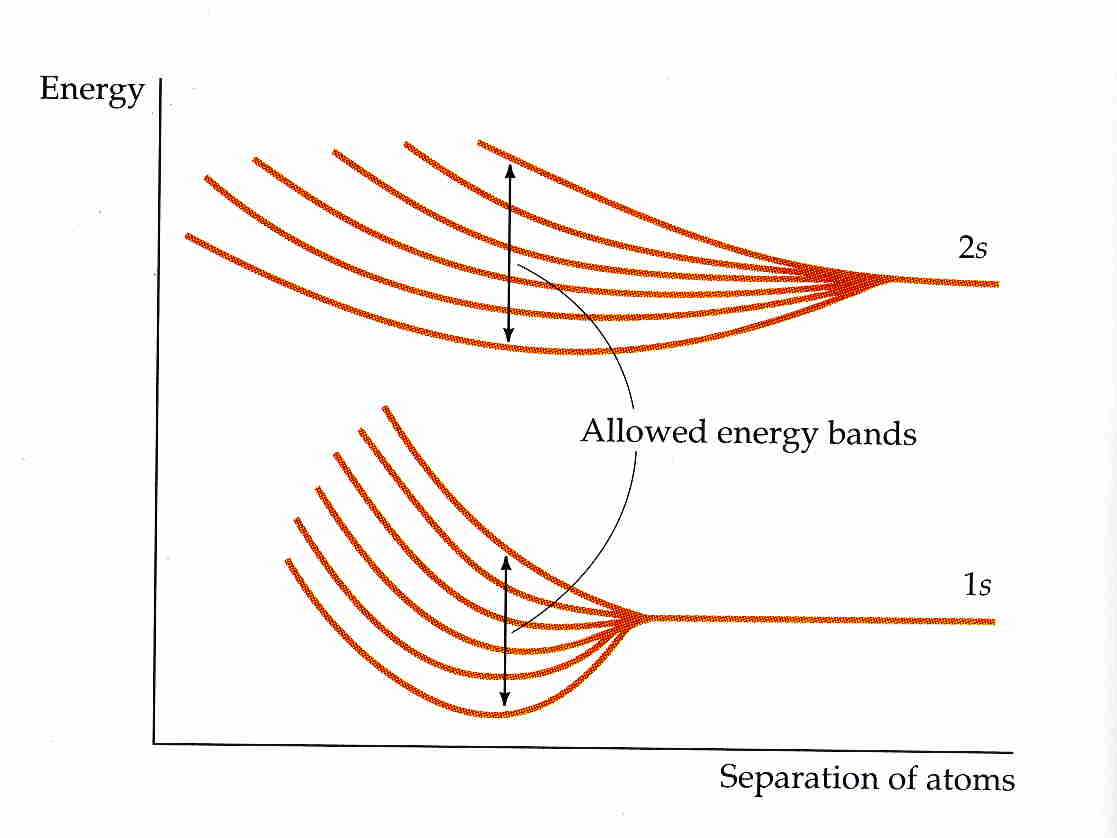 Energy
2s
Allowed energy bands
1s
Separation of atoms